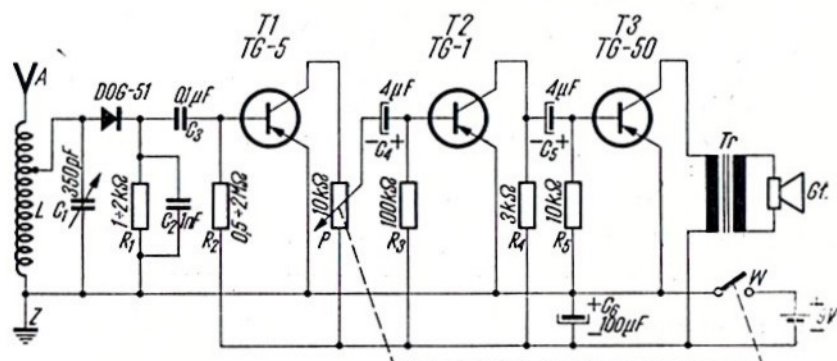 T1
TG-5
T2
TG-1
T3
TG-50
A
DOG-51
0,1µF
C3
4µF
- C4 +
4µF
- C5 +
Tr
350pF
L
C1
1÷2kΩ
R1
C2
1nF
R2
0,5÷2MΩ
10kΩ
P
100kΩ
R3
3kΩ
R4
10kΩ
R5
Gł.
Z
+ C6
- 100µF
W
+
9V
-